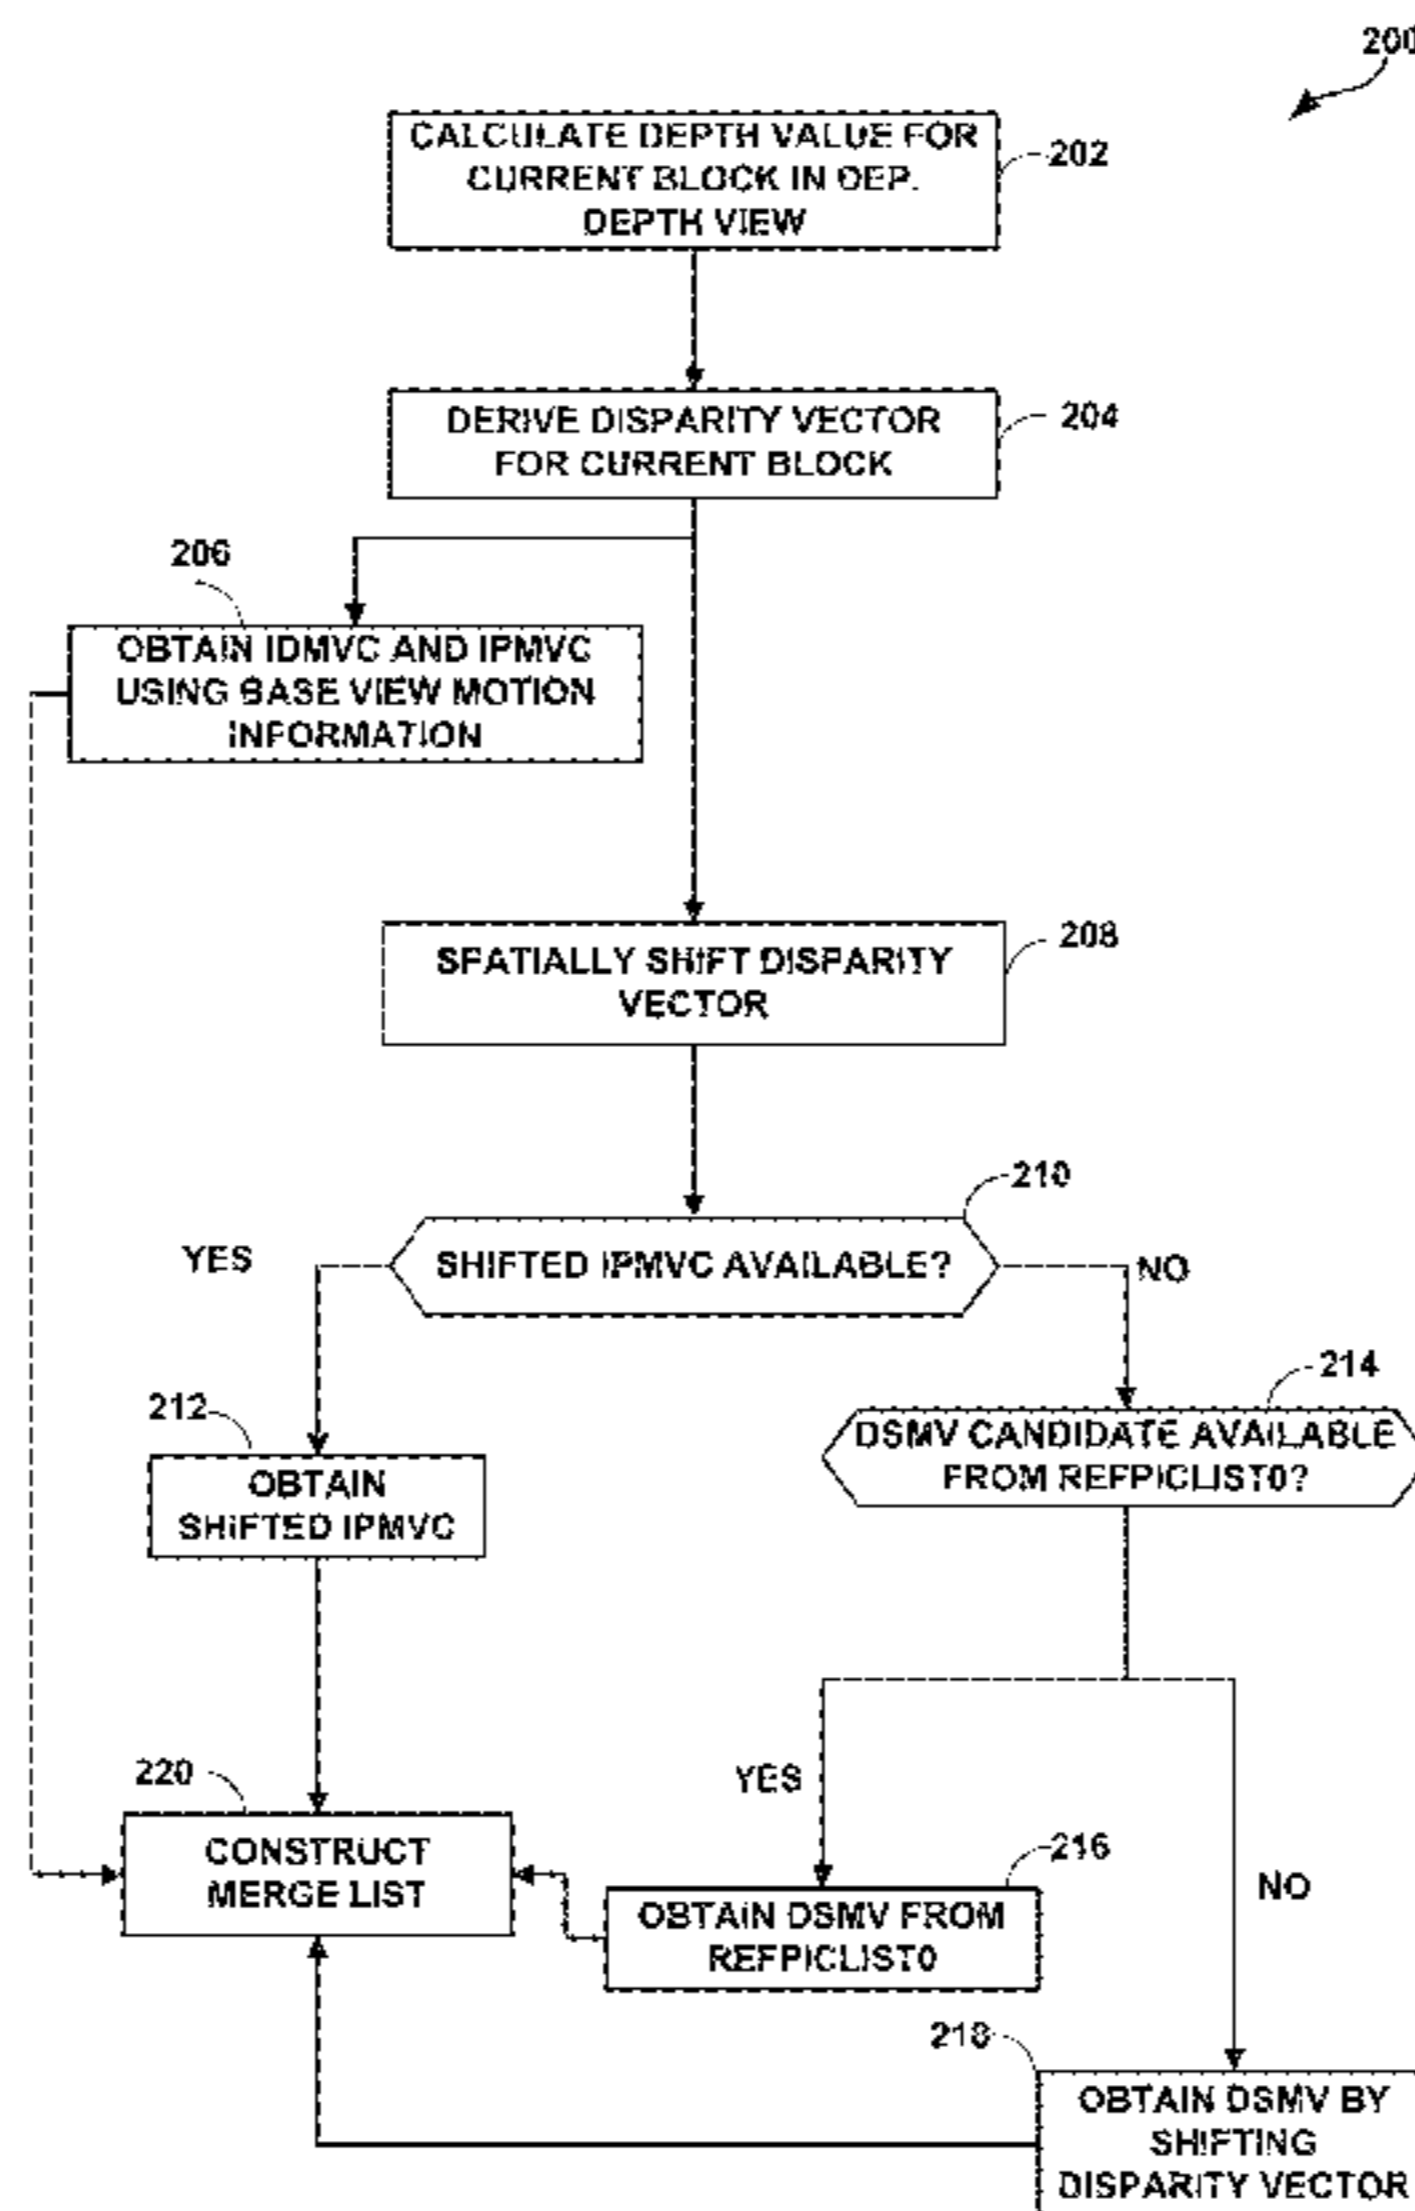 200
CALCULATE DEPTH VALUE FOR
CURRENT BLOCK IN DEP.
DEPTH VIEW
202
DERIVE DISPARITY VECTOR
FOR CURRENT BLOCK
204
206
OBTAIN IDMVC AND IPMVC
USING BASE VIEW MOTION
INFORMATION
SPATIALLY SHIFT DISPARITY
VECTOR
208
210
YES
SHIFTED IPMVC AVAILABLE?
NO
212
OBTAIN
SHIFTED IPMVC
214
DSMV CANDIDATE AVAILABLE
FROM REFPICLIST0?
220
CONSTRUCT
MERGE LIST
YES
216
OBTAIN DSMV FROM
REFPICLIST0
NO
218
OBTAIN DSMV BY
SHIFTING
DISPARITY VECTOR